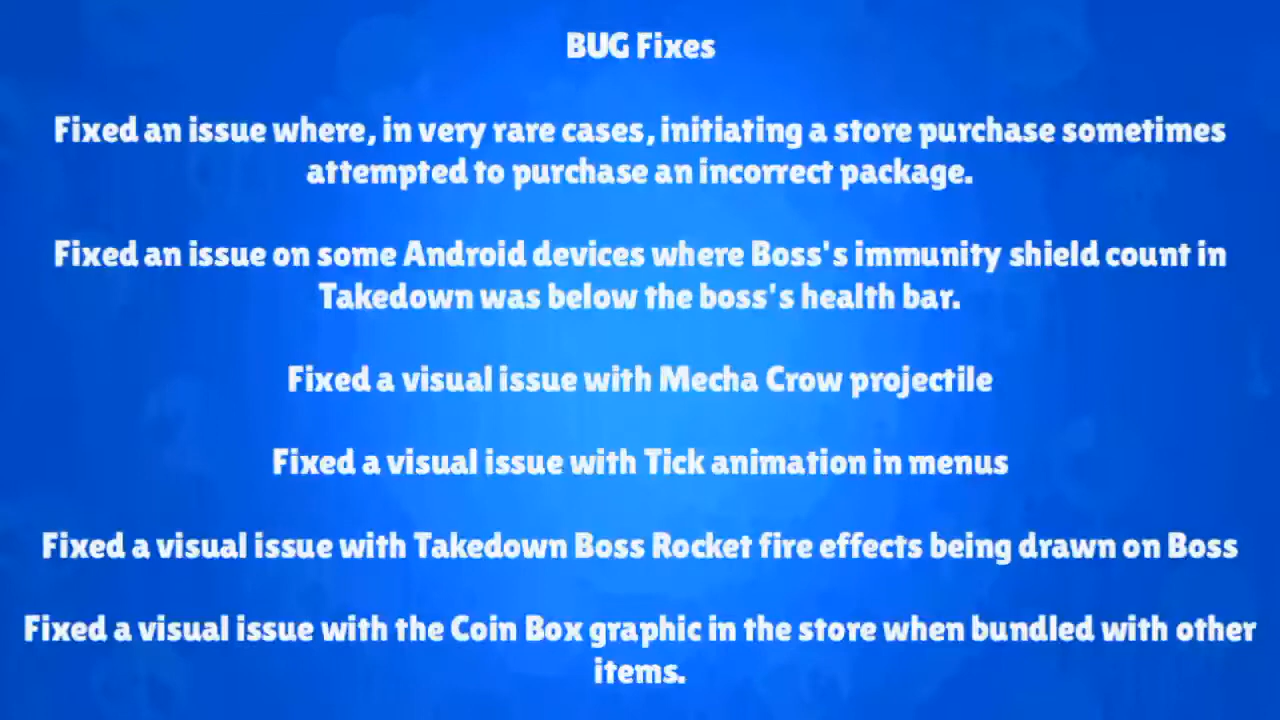 BUG Fixes
Fixed an issue where, in very rare cases, initiating a store purchase sometimes
attempted to purchase an incorrect package.
Fixed an issue on some Android devices where Boss's immunity shield count in
Takedown was below the boss's health bar.
Fixed a visual issue with Mecha Crow projectile
Fixed a visual issue with Tick animation in menus
Fixed a visual issue with Takedown Boss Rocket fire effects being drawn on Boss
Fixed a visual issue with the Coin Box graphic in the store when bundled with other
items.